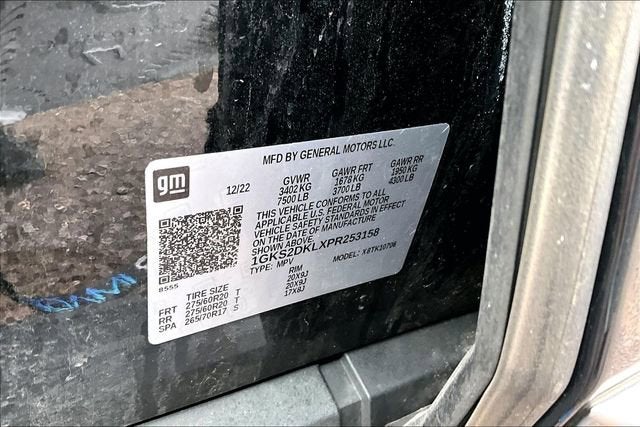 MFD BY GENERAL MOTORS LLC.
gm
12/22
GVWR GAWR FRT GAWR RR
3402 KG 1678 KG 1950 KG
7500 LB 3700 LB 4300 LB
THIS VEHICLE CONFORMS TO ALL
APPLICABLE U.S. FEDERAL MOTOR
VEHICLE SAFETY STANDARDS IN EFFECT
ON THE DATE OF MANUFACTURE
SHOWN ABOVE.
1GKS2DKLXPR253158
TYPE: MPV MODEL: X8TK10706
8555
TIRE SIZE RIM
FRT 275/60R20 T 20X9J
RR 275/60R20 T 20X9J
SPA 265/70R17 S 17X8J